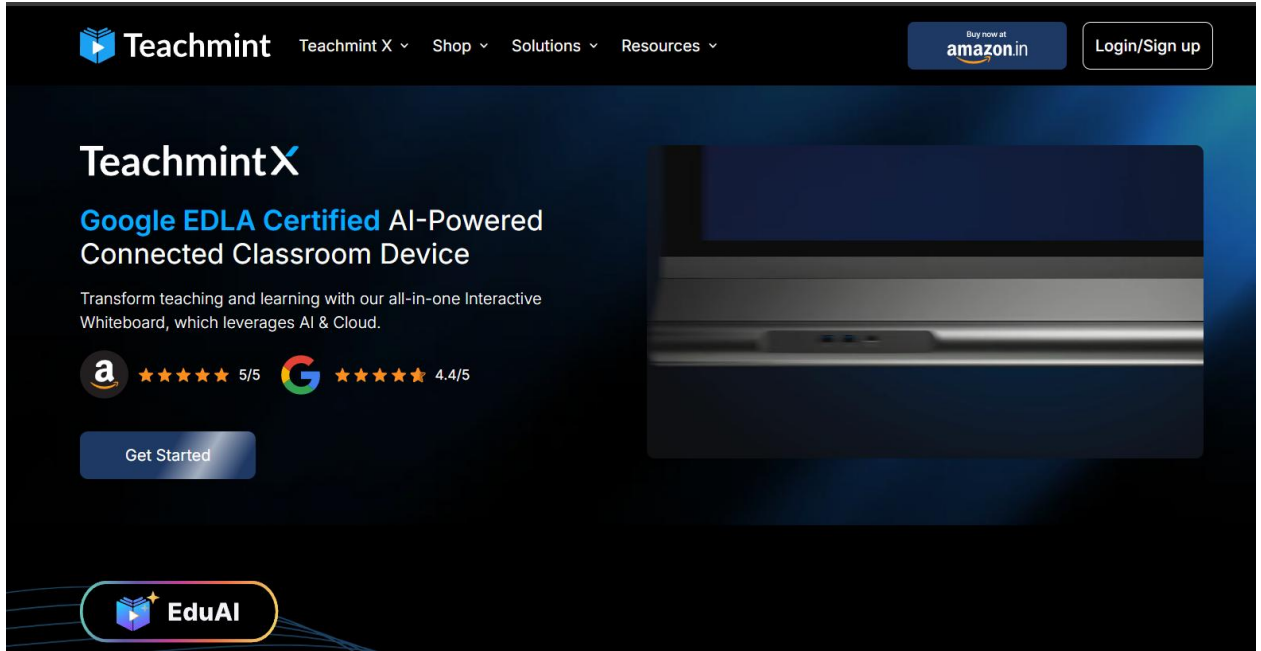 Teachmint
Teachmint X
Shop
Solutions
Resources
Buy now at
amazon.in
Login/Sign up
TeachmintX
Google EDLA Certified AI-Powered
Connected Classroom Device
Transform teaching and learning with our all-in-one Interactive
Whiteboard, which leverages AI & Cloud.
a
5/5
G
4.4/5
Get Started
EduAI